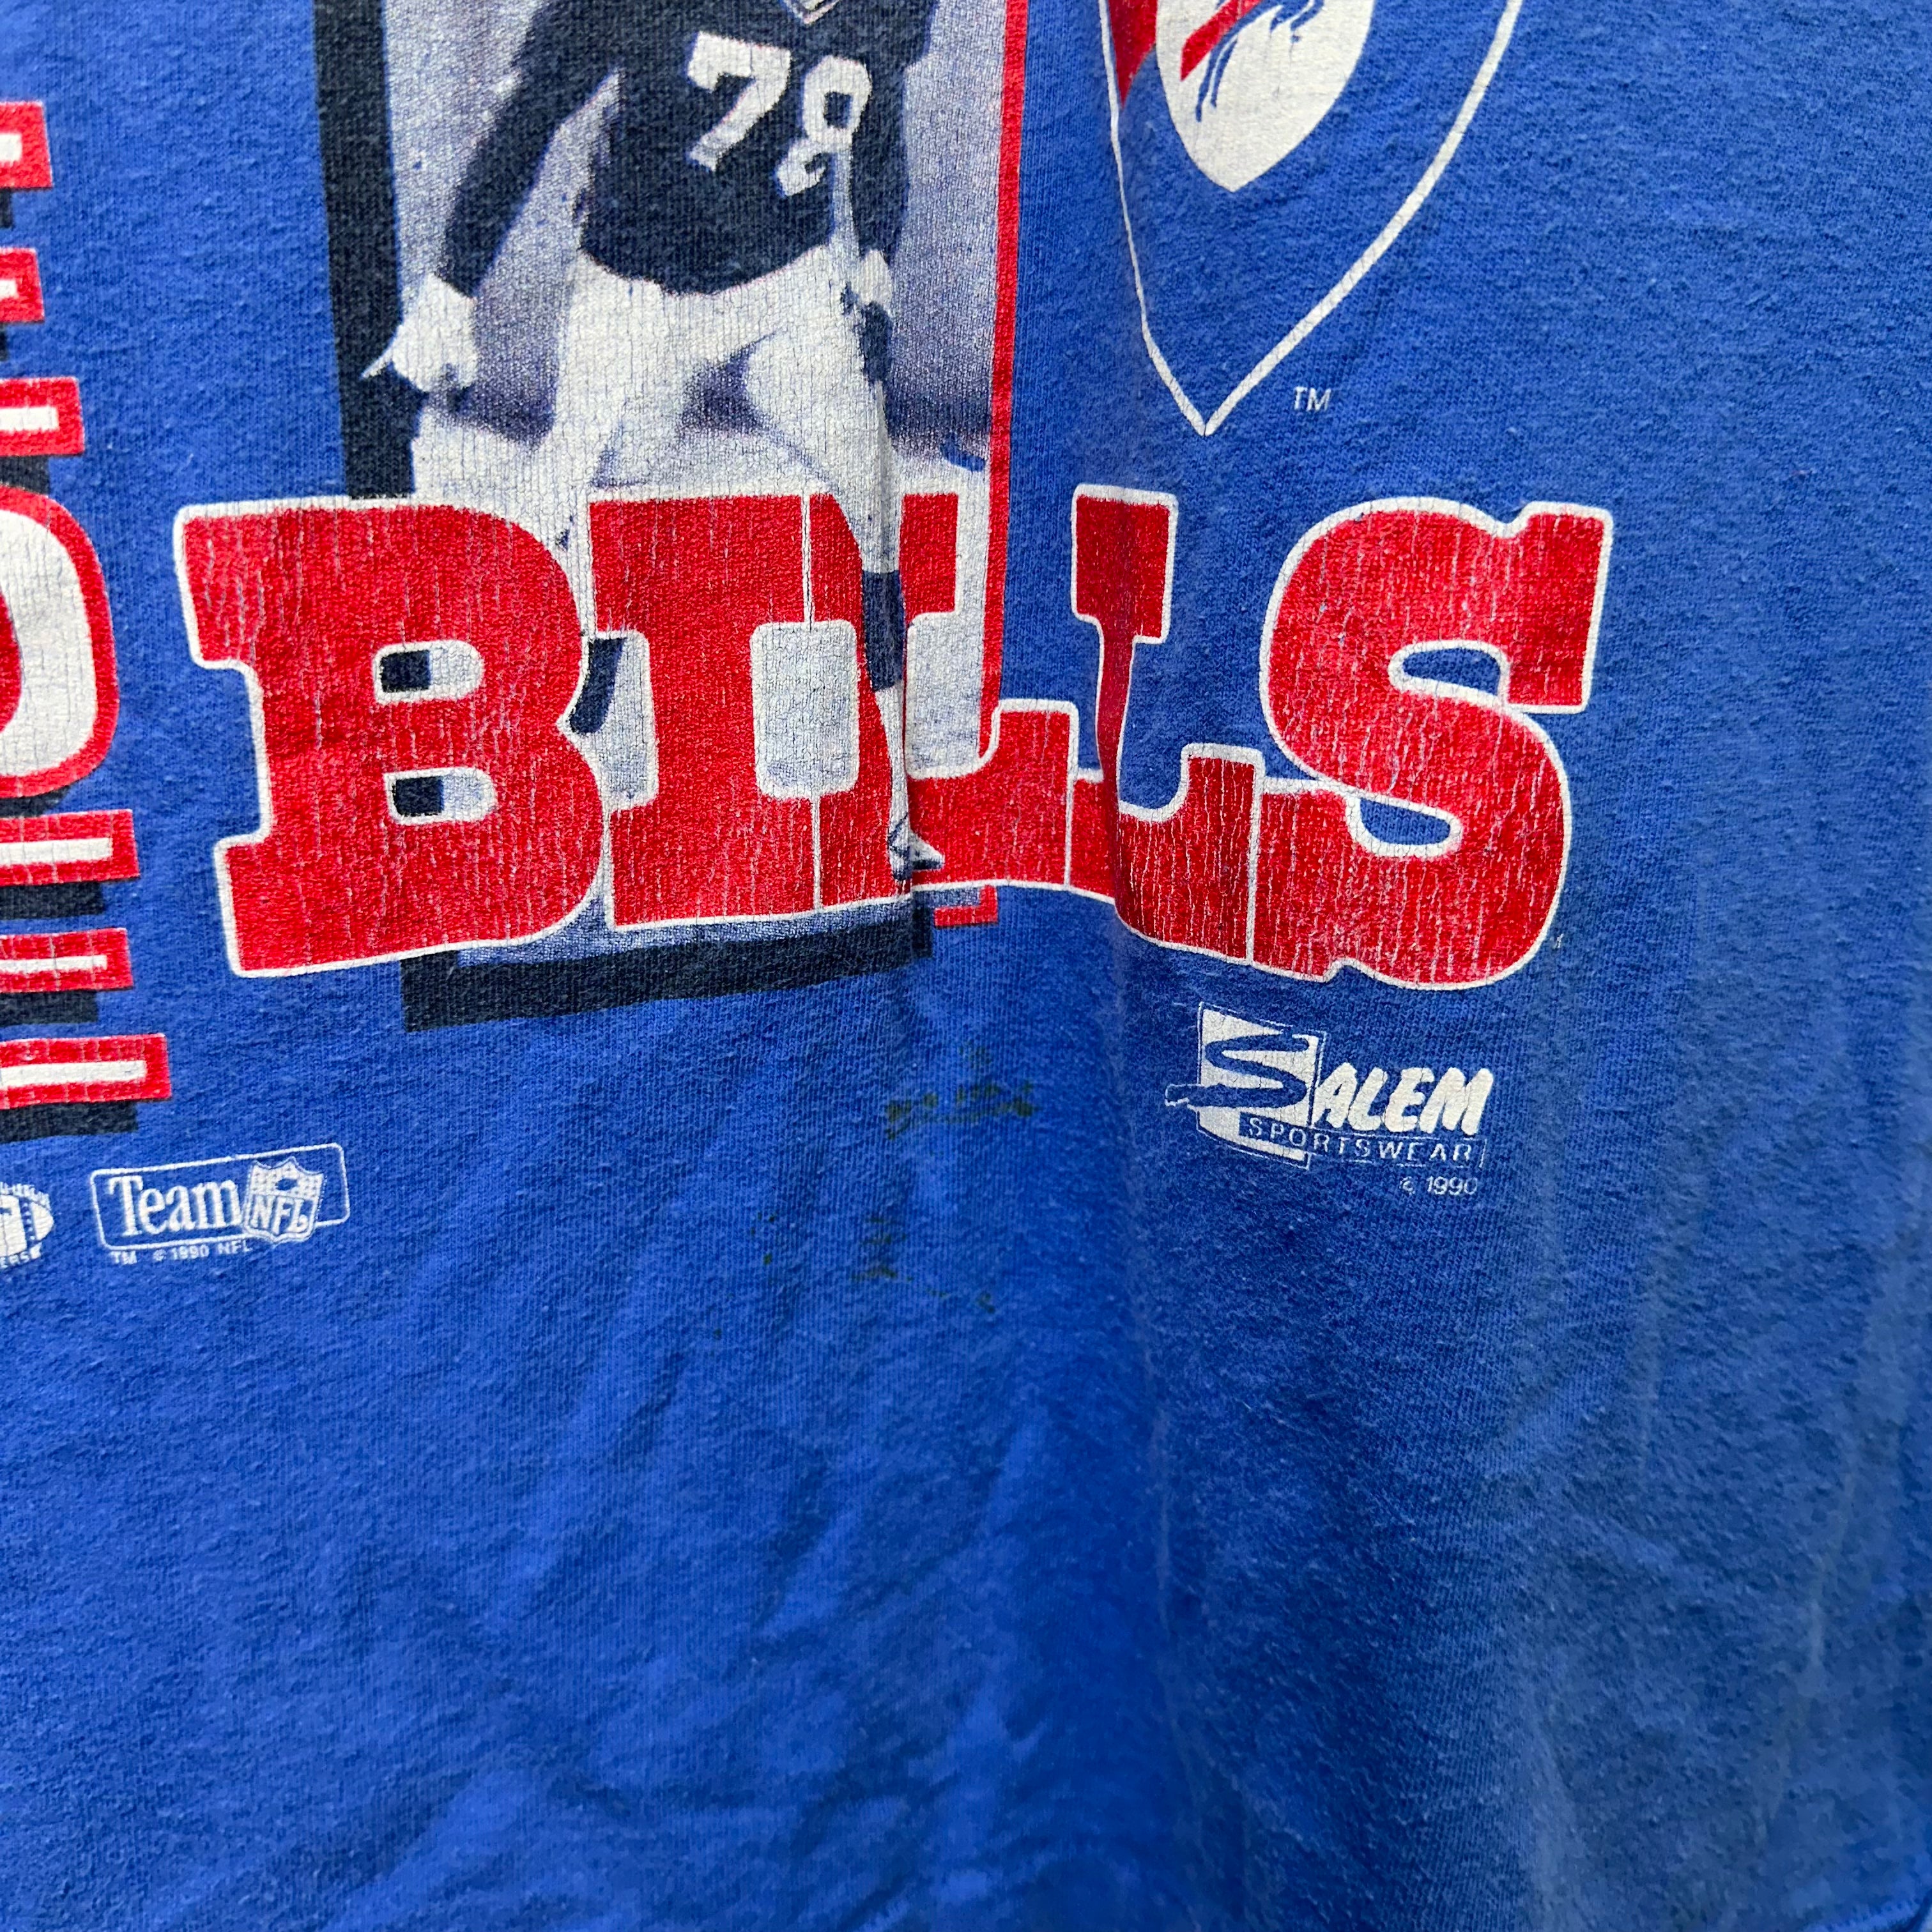 78
TM
BILLS
SALEM
SPORTSWEAR
© 1990
Team NFL
TM © 1990 NFL